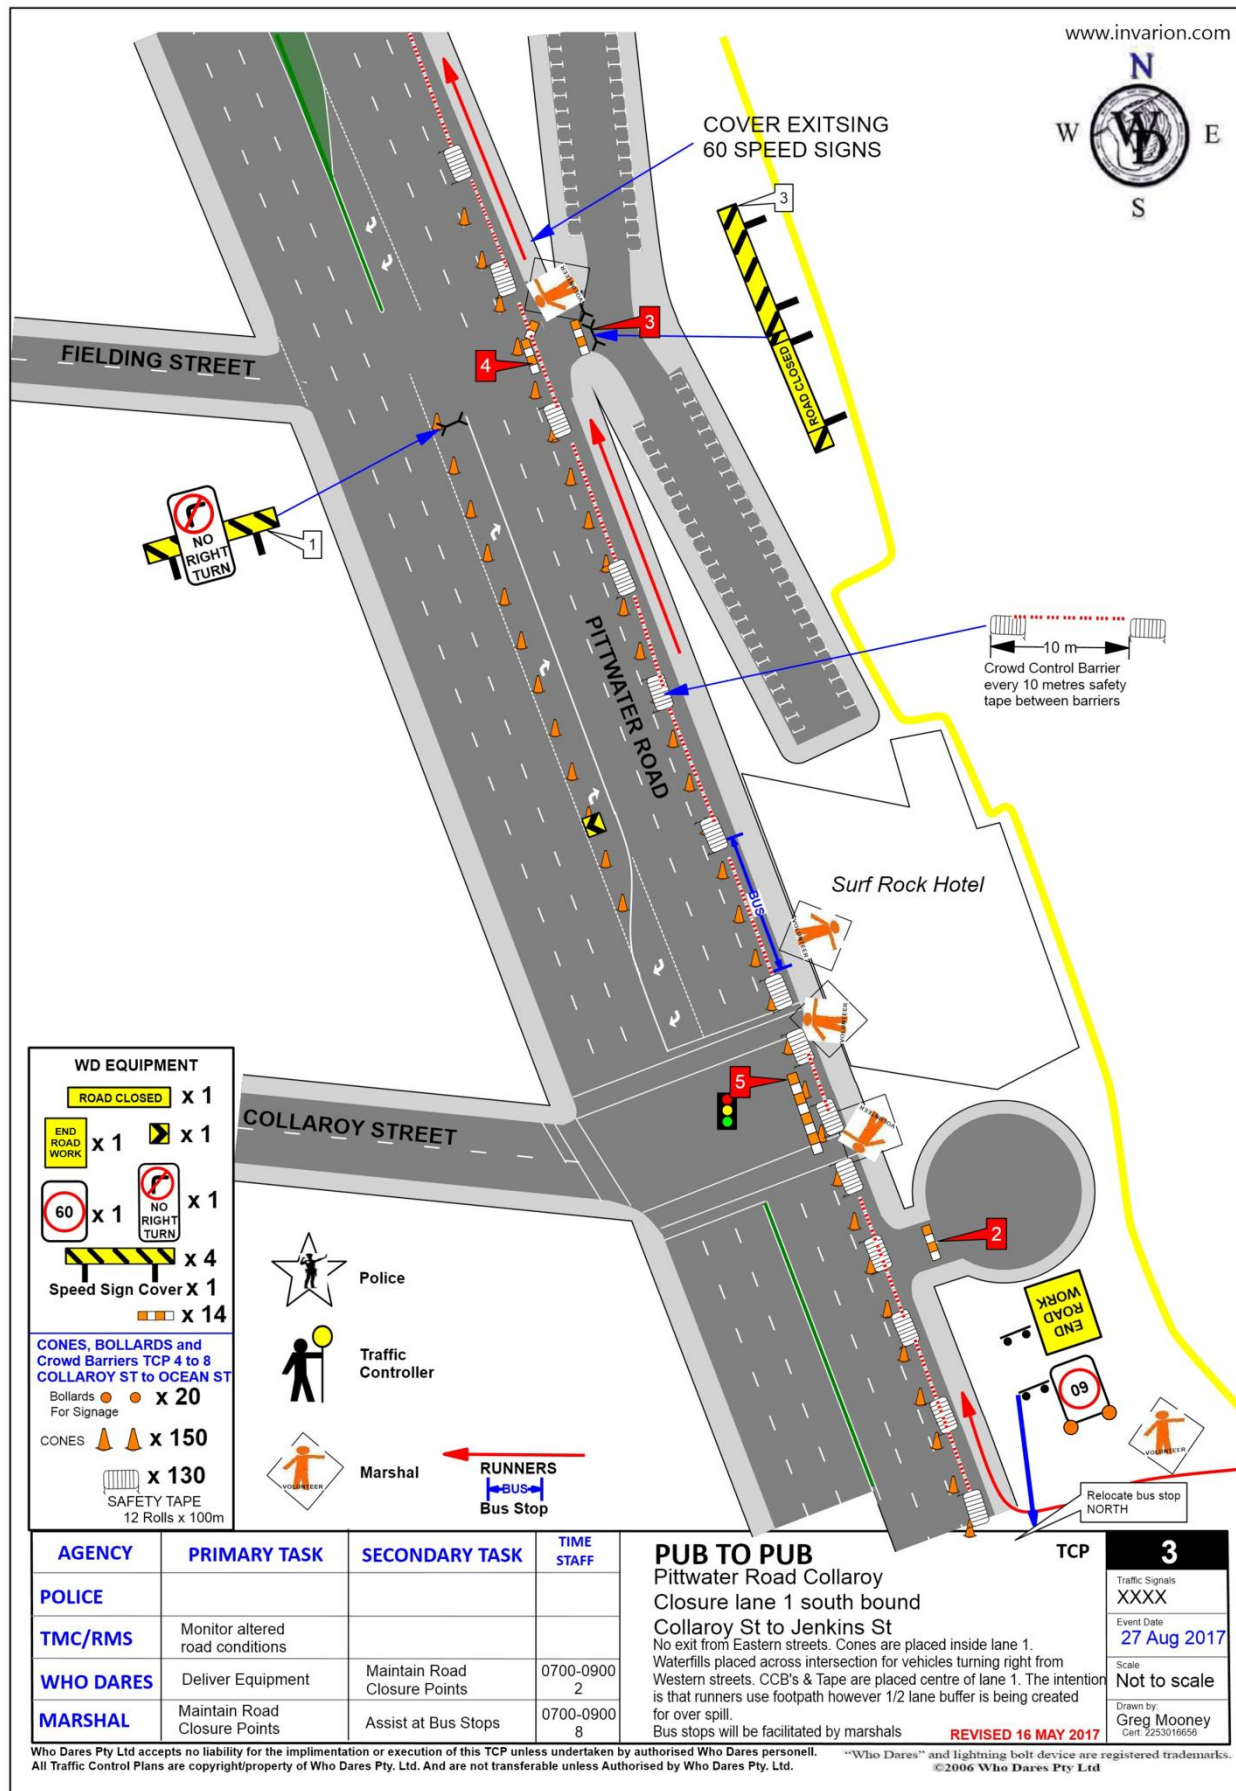 www.invarion.com
N
W
WD
E
S
COVER EXITSING
60 SPEED SIGNS
3
ROAD CLOSED
VOLUNTEER
3
4
FIELDING STREET
NO
RIGHT
TURN
1
PITTWATER ROAD
10 m
Crowd Control Barrier
every 10 metres safety
tape between barriers
BUS
Surf Rock Hotel
VOLUNTEER
VOLUNTEER
5
VOLUNTEER
COLLAROY STREET
2
END
ROAD
WORK
60
VOLUNTEER
Relocate bus stop
NORTH
WD EQUIPMENT
ROAD CLOSED x 1
END
ROAD
WORK
x 1
x 1
60 x 1
NO
RIGHT
TURN
x 1
x 4
Speed Sign Cover x 1
x 14
CONES, BOLLARDS and
Crowd Barriers TCP 4 to 8
COLLAROY ST to OCEAN ST
Bollards
For Signage
x 20
CONES x 150
x 130
SAFETY TAPE
12 Rolls x 100m
Police
Traffic
Controller
VOLUNTEER
Marshal
RUNNERS
BUS
Bus Stop
AGENCY PRIMARY TASK SECONDARY TASK TIME
STAFF
POLICE
TMC/RMS Monitor altered
road conditions
WHO DARES Deliver Equipment Maintain Road
Closure Points 0700-0900
2
MARSHAL Maintain Road
Closure Points Assist at Bus Stops 0700-0900
8
PUB TO PUB
Pittwater Road Collaroy
Closure lane 1 south bound
Collaroy St to Jenkins St
No exit from Eastern streets. Cones are placed inside lane 1.
Waterfills placed across intersection for vehicles turning right from
Western streets. CCB's & Tape are placed centre of lane 1. The intention
is that runners use footpath however 1/2 lane buffer is being created
for over spill.
Bus stops will be facilitated by marshals
REVISED 16 MAY 2017
TCP
3
Traffic Signals
XXXX
Event Date
27 Aug 2017
Scale
Not to scale
Drawn by:
Greg Mooney
Cert: 2253016656
Who Dares Pty Ltd accepts no liability for the implimentation or execution of this TCP unless undertaken by authorised Who Dares personell.
All Traffic Control Plans are copyright/property of Who Dares Pty. Ltd. And are not transferable unless Authorised by Who Dares Pty. Ltd.
"Who Dares" and lightning bolt device are registered trademarks.
©2006 Who Dares Pty Ltd